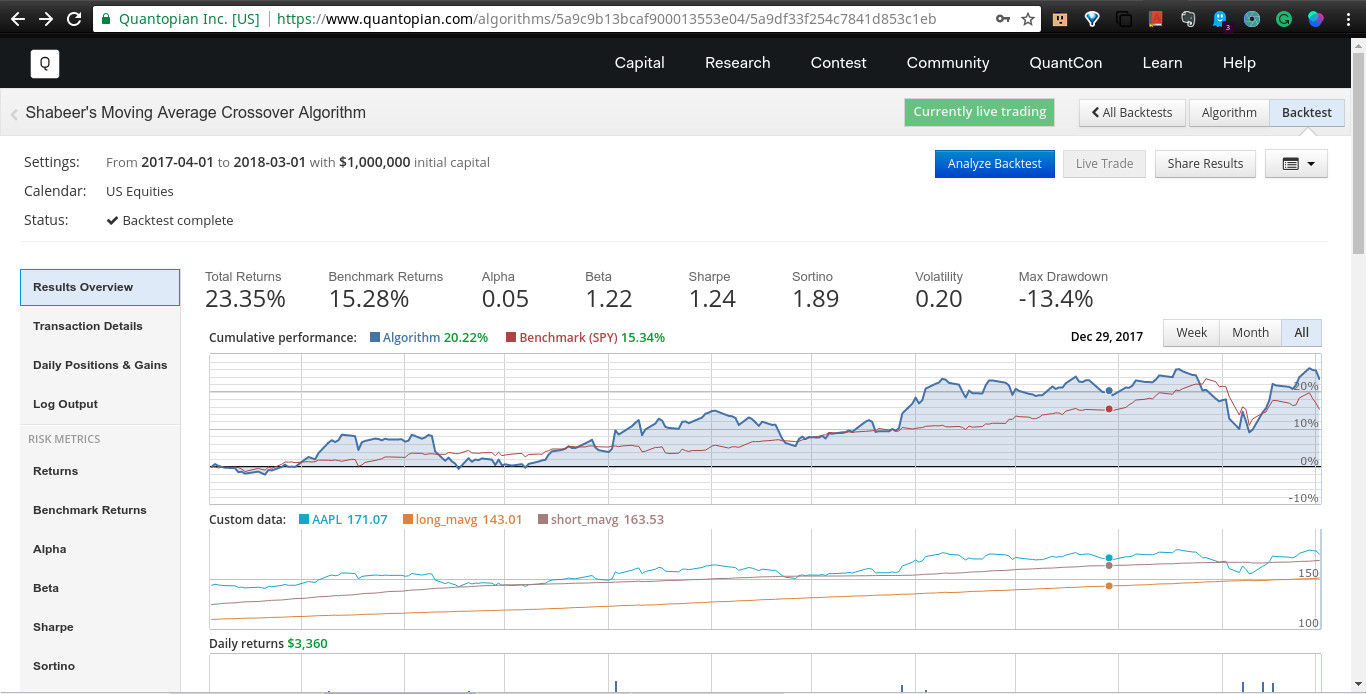 Quantopian Inc. [US] https://www.quantopian.com/algorithms/5a9c9b13bcaf900013553e04/5a9df33f254c7841d853c1eb
3
Q Capital Research Contest Community QuantCon Learn Help
Shabeer's Moving Average Crossover Algorithm Currently live trading All Backtests Algorithm Backtest
Settings: From 2017-04-01 to 2018-03-01 with $1,000,000 initial capital Analyze Backtest Live Trade Share Results
Calendar: US Equities
Status: Backtest complete
Results Overview
Transaction Details
Daily Positions & Gains
Log Output
RISK METRICS
Returns
Benchmark Returns
Alpha
Beta
Sharpe
Sortino
Total Returns Benchmark Returns Alpha Beta Sharpe Sortino Volatility Max Drawdown
23.35% 15.28% 0.05 1.22 1.24 1.89 0.20 -13.4%
Cumulative performance: Algorithm 20.22% Benchmark (SPY) 15.34% Dec 29, 2017 Week Month All
20%
10%
0%
-10%
Custom data: AAPL 171.07 long_mavg 143.01 short_mavg 163.53
150
100
Daily returns $3,360